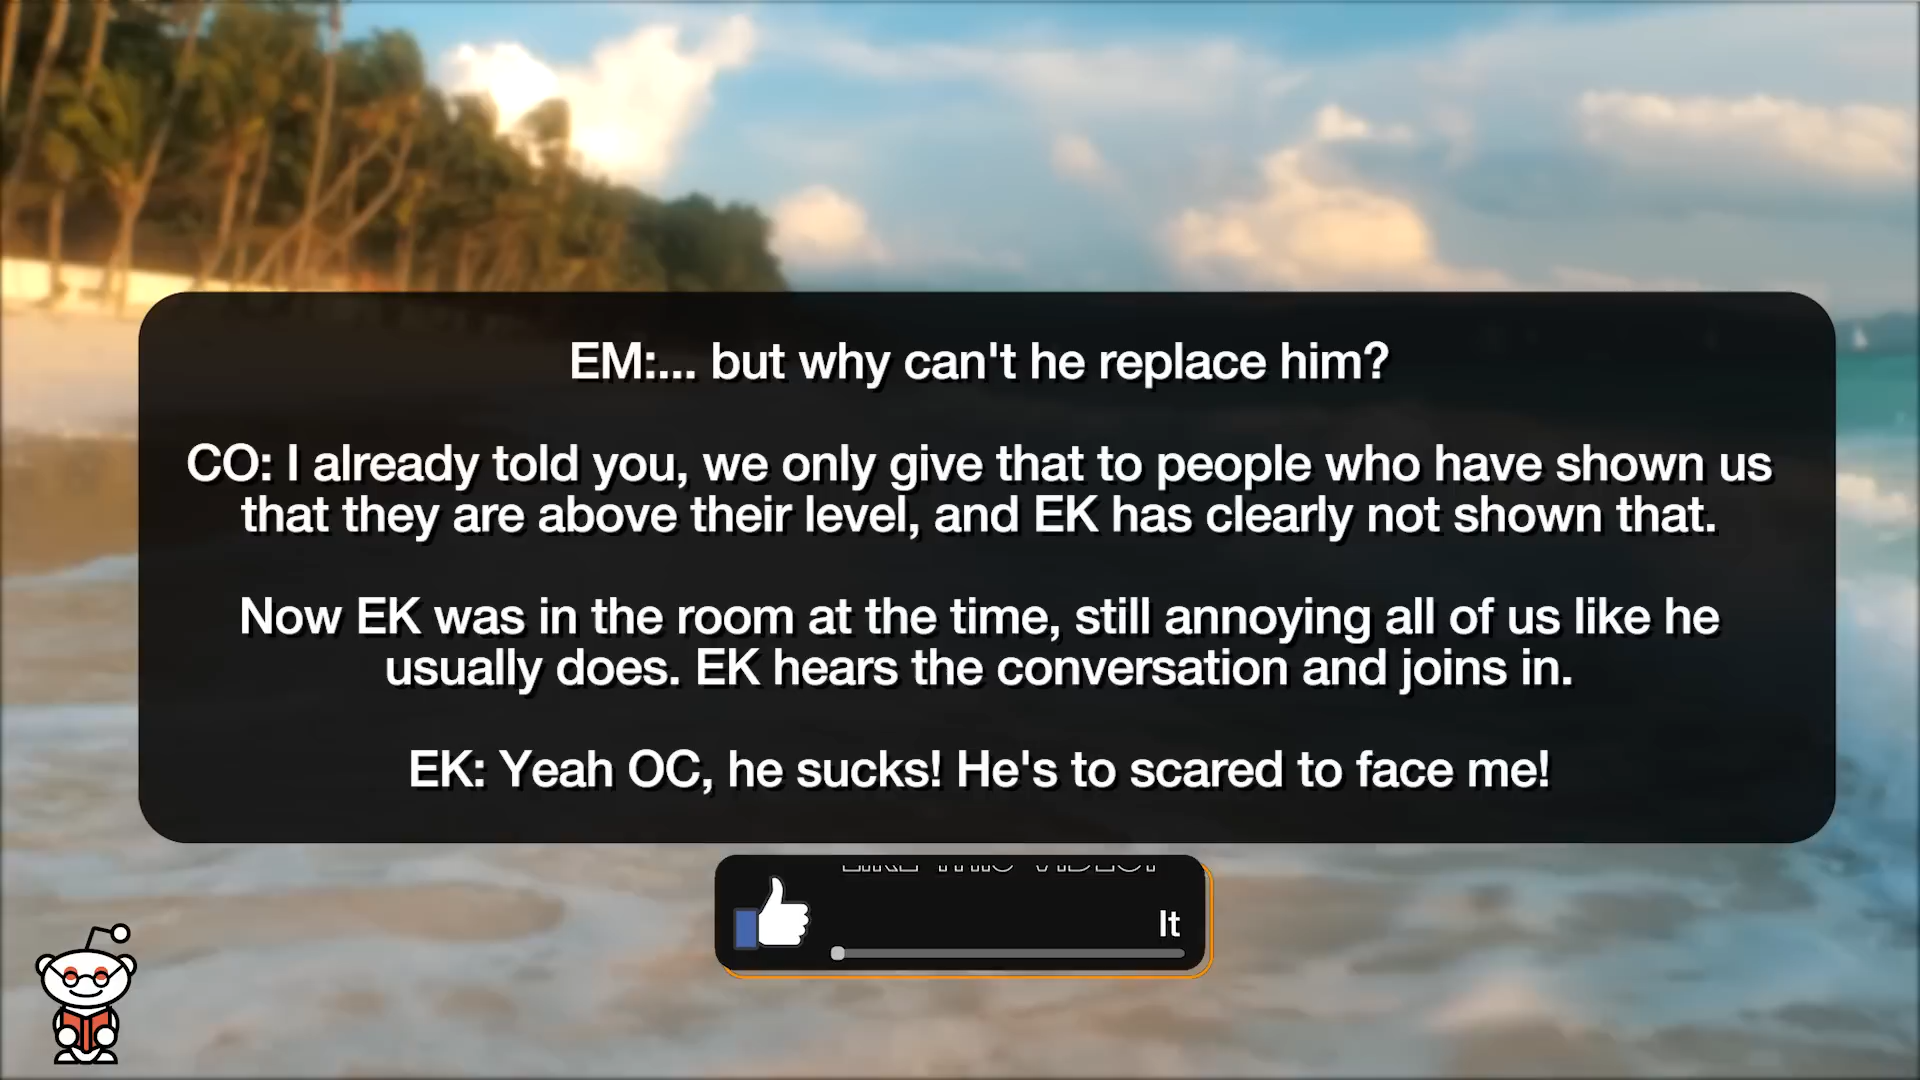 EM:... but why can't he replace him?
CO: I already told you, we only give that to people who have shown us
that they are above their level, and EK has clearly not shown that.
Now EK was in the room at the time, still annoying all of us like he
usually does. EK hears the conversation and joins in.
EK: Yeah OC, he sucks! He's to scared to face me!
LIKE THIS VIDEO!
It